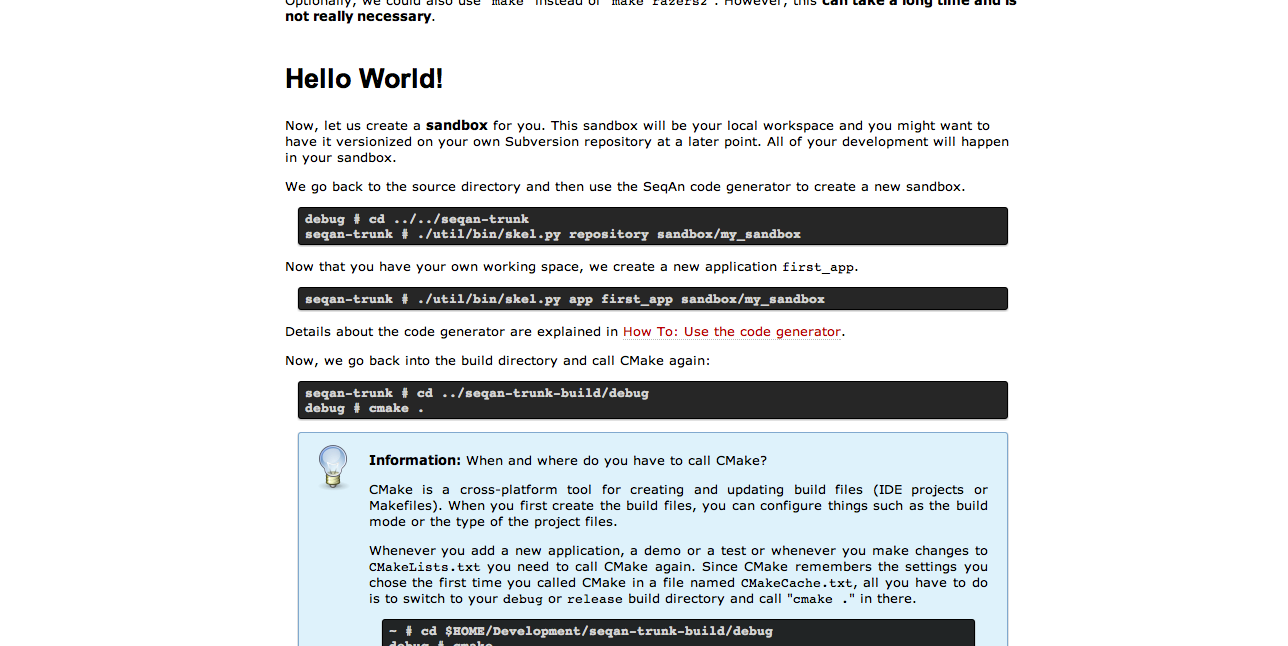 Optionally, we could also use "make" instead of "make razers2". However, this can take a long time and is
not really necessary.
Hello World!
Now, let us create a sandbox for you. This sandbox will be your local workspace and you might want to
have it versionized on your own Subversion repository at a later point. All of your development will happen
in your sandbox.
We go back to the source directory and then use the SeqAn code generator to create a new sandbox.
debug # cd ../../seqan-trunk
seqan-trunk # ./util/bin/skel.py repository sandbox/my_sandbox
Now that you have your own working space, we create a new application first_app.
seqan-trunk # ./util/bin/skel.py app first_app sandbox/my_sandbox
Details about the code generator are explained in How To: Use the code generator.
Now, we go back into the build directory and call CMake again:
seqan-trunk # cd ../seqan-trunk-build/debug
debug # cmake .
Information: When and where do you have to call CMake?
CMake is a cross-platform tool for creating and updating build files (IDE projects or
Makefiles). When you first create the build files, you can configure things such as the build
mode or the type of the project files.
Whenever you add a new application, a demo or a test or whenever you make changes to
CMakeLists.txt you need to call CMake again. Since CMake remembers the settings you
chose the first time you called CMake in a file named CMakeCache.txt, all you have to do
is to switch to your debug or release build directory and call "cmake ." in there.
~ # cd $HOME/Development/seqan-trunk-build/debug
debug # cmake